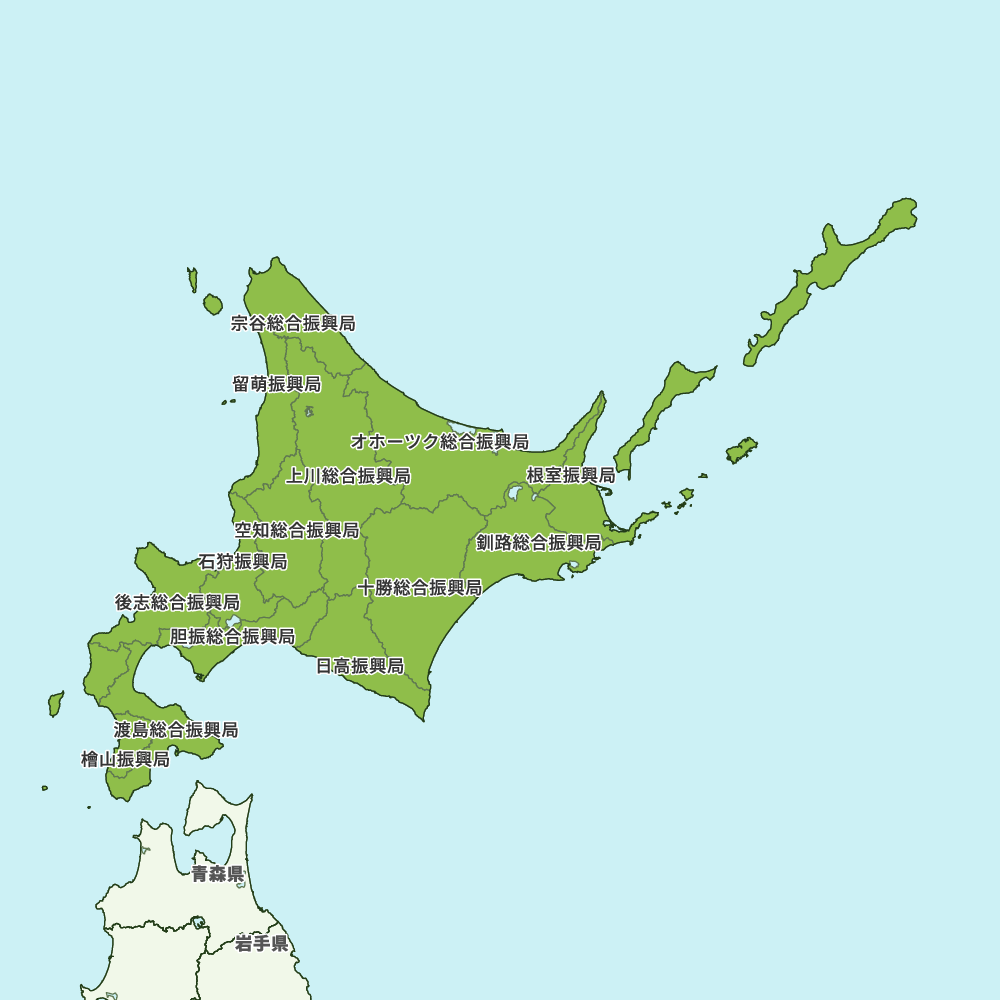 宗谷総合振興局
留萌振興局
オホーツク総合振興局
上川総合振興局
根室振興局
空知総合振興局
釧路総合振興局
石狩振興局
十勝総合振興局
後志総合振興局
胆振総合振興局
日高振興局
渡島総合振興局
檜山振興局
青森県
岩手県